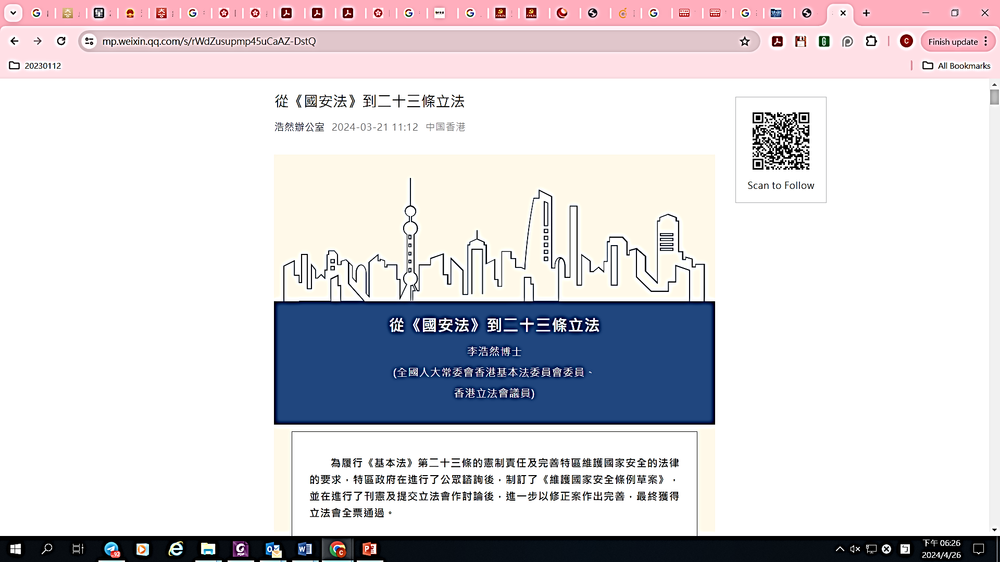 mp.weixin.qq.com/s/rWdZusupmp45uCaAZ-DstQ
C
Finish update
20230112
All Bookmarks
從《國安法》到二十三條立法
浩然辦公室 2024-03-21 11:12 中国香港
Scan to Follow
從《國安法》到二十三條立法
李浩然博士
(全國人大常委會香港基本法委員會委員、
香港立法會議員)
為履行《基本法》第二十三條的憲制責任及完善特區維護國家安全的法律
的要求，特區政府在進行了公眾諮詢後，制訂了《維護國家安全條例草案》，
並在進行了刊憲及提交立法會作討論後，進一步以修正案作出完善，最終獲得
立法會全票通過。
下午 06:26
2024/4/26